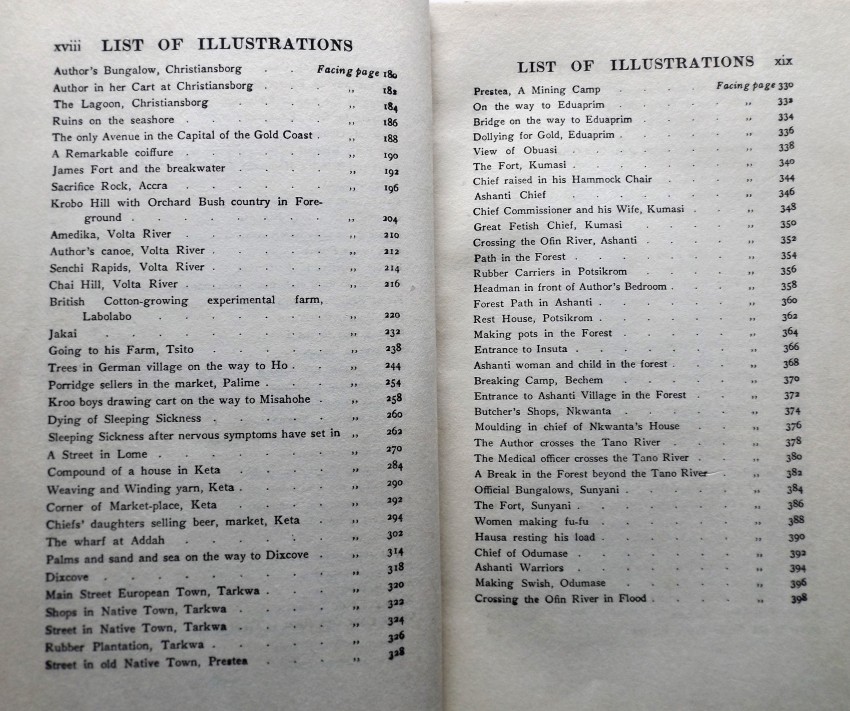 xviii LIST OF ILLUSTRATIONS
Author's Bungalow, Christiansborg . . Facing page 180
Author in her Cart at Christiansborg . . . „ 182
The Lagoon, Christiansborg . . . . „ 184
Ruins on the seashore . . . . . „ 186
The only Avenue in the Capital of the Gold Coast . „ 188
A Remarkable coiffure . . . . . „ 190
James Fort and the breakwater . . . . „ 192
Sacrifice Rock, Accra . . . . . „ 196
Krobo Hill with Orchard Bush country in Fore-
ground . . . . . . . „ 204
Amedika, Volta River . . . . . „ 210
Author's canoe, Volta River . . . . „ 212
Senchi Rapids, Volta River . . . . „ 214
Chai Hill, Volta River . . . . . „ 216
British Cotton-growing experimental farm,
Labolabo . . . . . . „ 220
Jakai . . . . . . . „ 232
Going to his Farm, Tsito . . . . „ 238
Trees in German village on the way to Ho . . „ 244
Porridge sellers in the market, Palime . . . „ 254
Kroo boys drawing cart on the way to Misahohe . „ 258
Dying of Sleeping Sickness . . . . „ 260
Sleeping Sickness after nervous symptoms have set in „ 262
A Street in Lome . . . . . . „ 270
Compound of a house in Keta . . . . „ 284
Weaving and Winding yarn, Keta . . . . „ 290
Corner of Market-place, Keta . . . . „ 292
Chiefs' daughters selling beer, market, Keta . . „ 294
The wharf at Addah . . . . . „ 302
Palms and sand and sea on the way to Dixcove . „ 314
Dixcove . . . . . . . „ 318
Main Street European Town, Tarkwa . . . „ 320
Shops in Native Town, Tarkwa . . . . „ 322
Street in Native Town, Tarkwa . . . . „ 324
Rubber Plantation, Tarkwa . . . . . „ 326
Street in old Native Town, Prestea . . . „ 328
LIST OF ILLUSTRATIONS xix
Prestea, A Mining Camp . . . . Facing page 330
On the way to Eduaprim . . . . „ 332
Bridge on the way to Eduaprim . . . . „ 334
Dollying for Gold, Eduaprim . . . . „ 336
View of Obuasi . . . . . . „ 338
The Fort, Kumasi . . . . . . „ 340
Chief raised in his Hammock Chair . . . „ 344
Ashanti Chief . . . . . . „ 346
Chief Commissioner and his Wife, Kumasi . . „ 348
Great Fetish Chief, Kumasi . . . . „ 350
Crossing the Ofin River, Ashanti . . . . „ 352
Path in the Forest . . . . . . „ 354
Rubber Carriers in Potsikrom . . . . „ 356
Headman in front of Author's Bedroom . . . „ 358
Forest Path in Ashanti . . . . . „ 360
Rest House, Potsikrom . . . . . „ 362
Making pots in the Forest . . . . „ 364
Entrance to Insuta . . . . . . „ 366
Ashanti woman and child in the forest . . . „ 368
Breaking Camp, Bechem . . . . . „ 370
Entrance to Ashanti Village in the Forest . . „ 372
Butcher's Shops, Nkwanta . . . . . „ 374
Moulding in chief of Nkwanta's House . . . „ 376
The Author crosses the Tano River . . . „ 378
The Medical officer crosses the Tano River . . „ 380
A Break in the Forest beyond the Tano River . „ 382
Official Bungalows, Sunyani . . . . . „ 384
The Fort, Sunyani . . . . . . „ 386
Women making fu-fu . . . . . „ 388
Hausa resting his load . . . . . „ 390
Chief of Odumase . . . . . . „ 392
Ashanti Warriors . . . . . . „ 394
Making Swish, Odumase . . . . . „ 396
Crossing the Ofin River in Flood . . . . „ 398